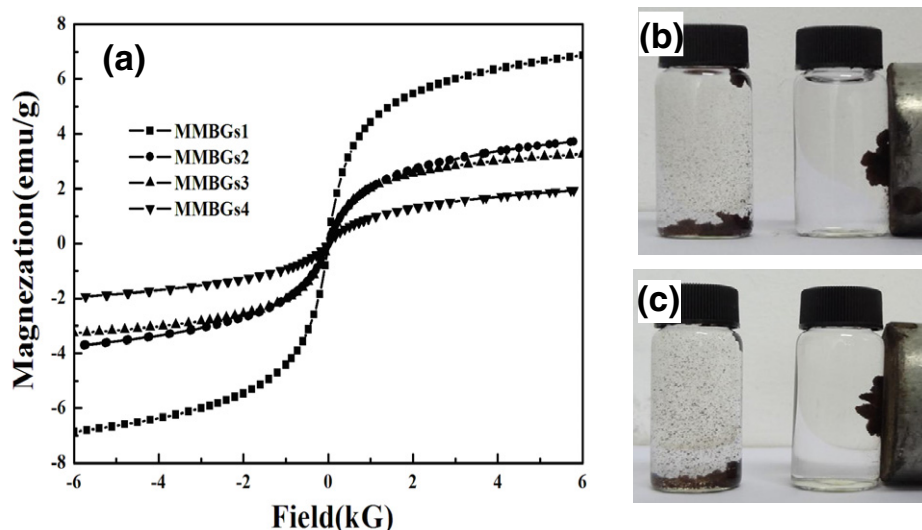 (a)
MMBGs1
MMBGs2
MMBGs3
MMBGs4
Magnezation(emu/g)
8
6
4
2
0
-2
-4
-6
-8
-6
-4
-2
0
2
4
6
Field(kG)
(b)
(c)